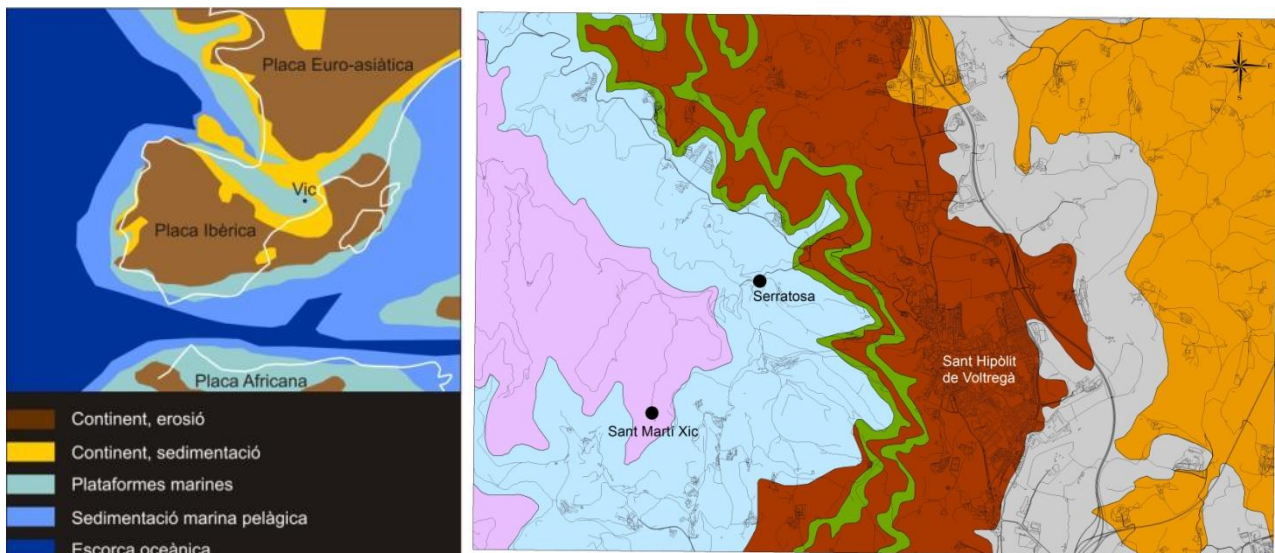 Placa Euro-asiàtica
Vic
Placa Ibèrica
Placa Africana
Continent, erosió
Continent, sedimentació
Plataformes marines
Sedimentació marina pelàgica
Escorça oceànica
N
W E
S
Serratosa
Sant Hipòlit
de Voltregà
Sant Martí Xic